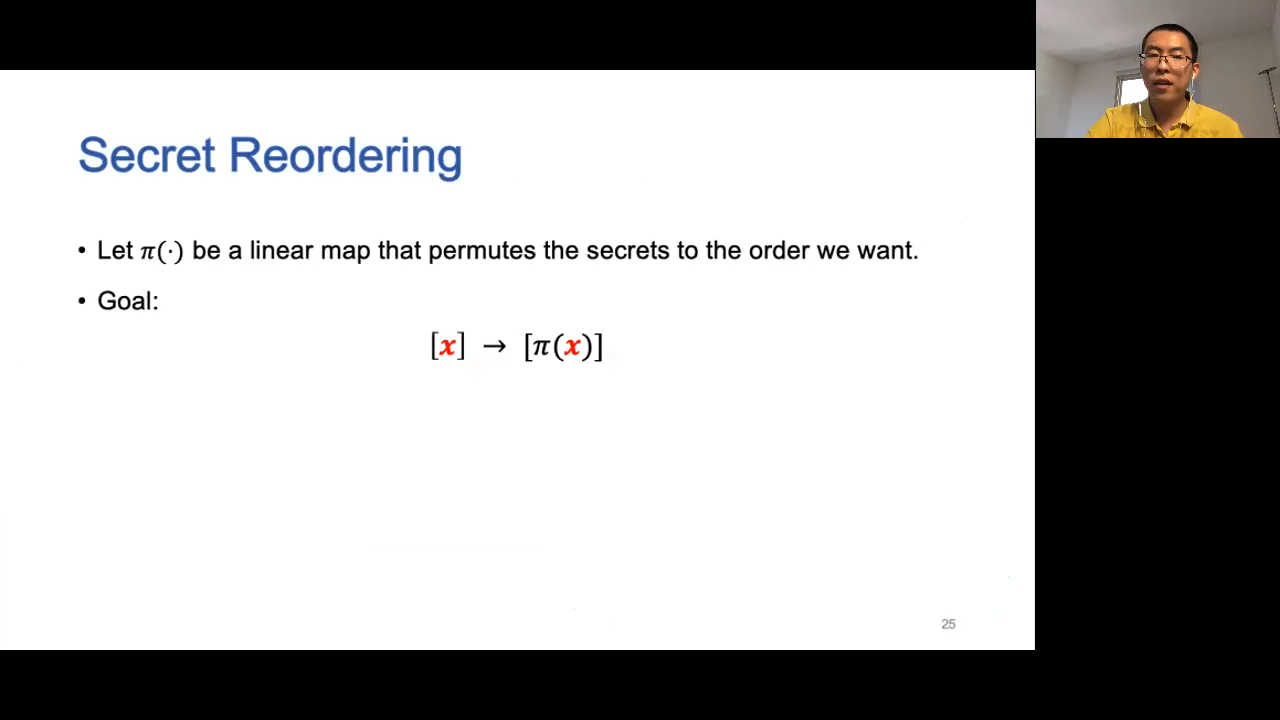 Secret Reordering
• Let π(·) be a linear map that permutes the secrets to the order we want.
• Goal:
[x] → [π(x)]
25